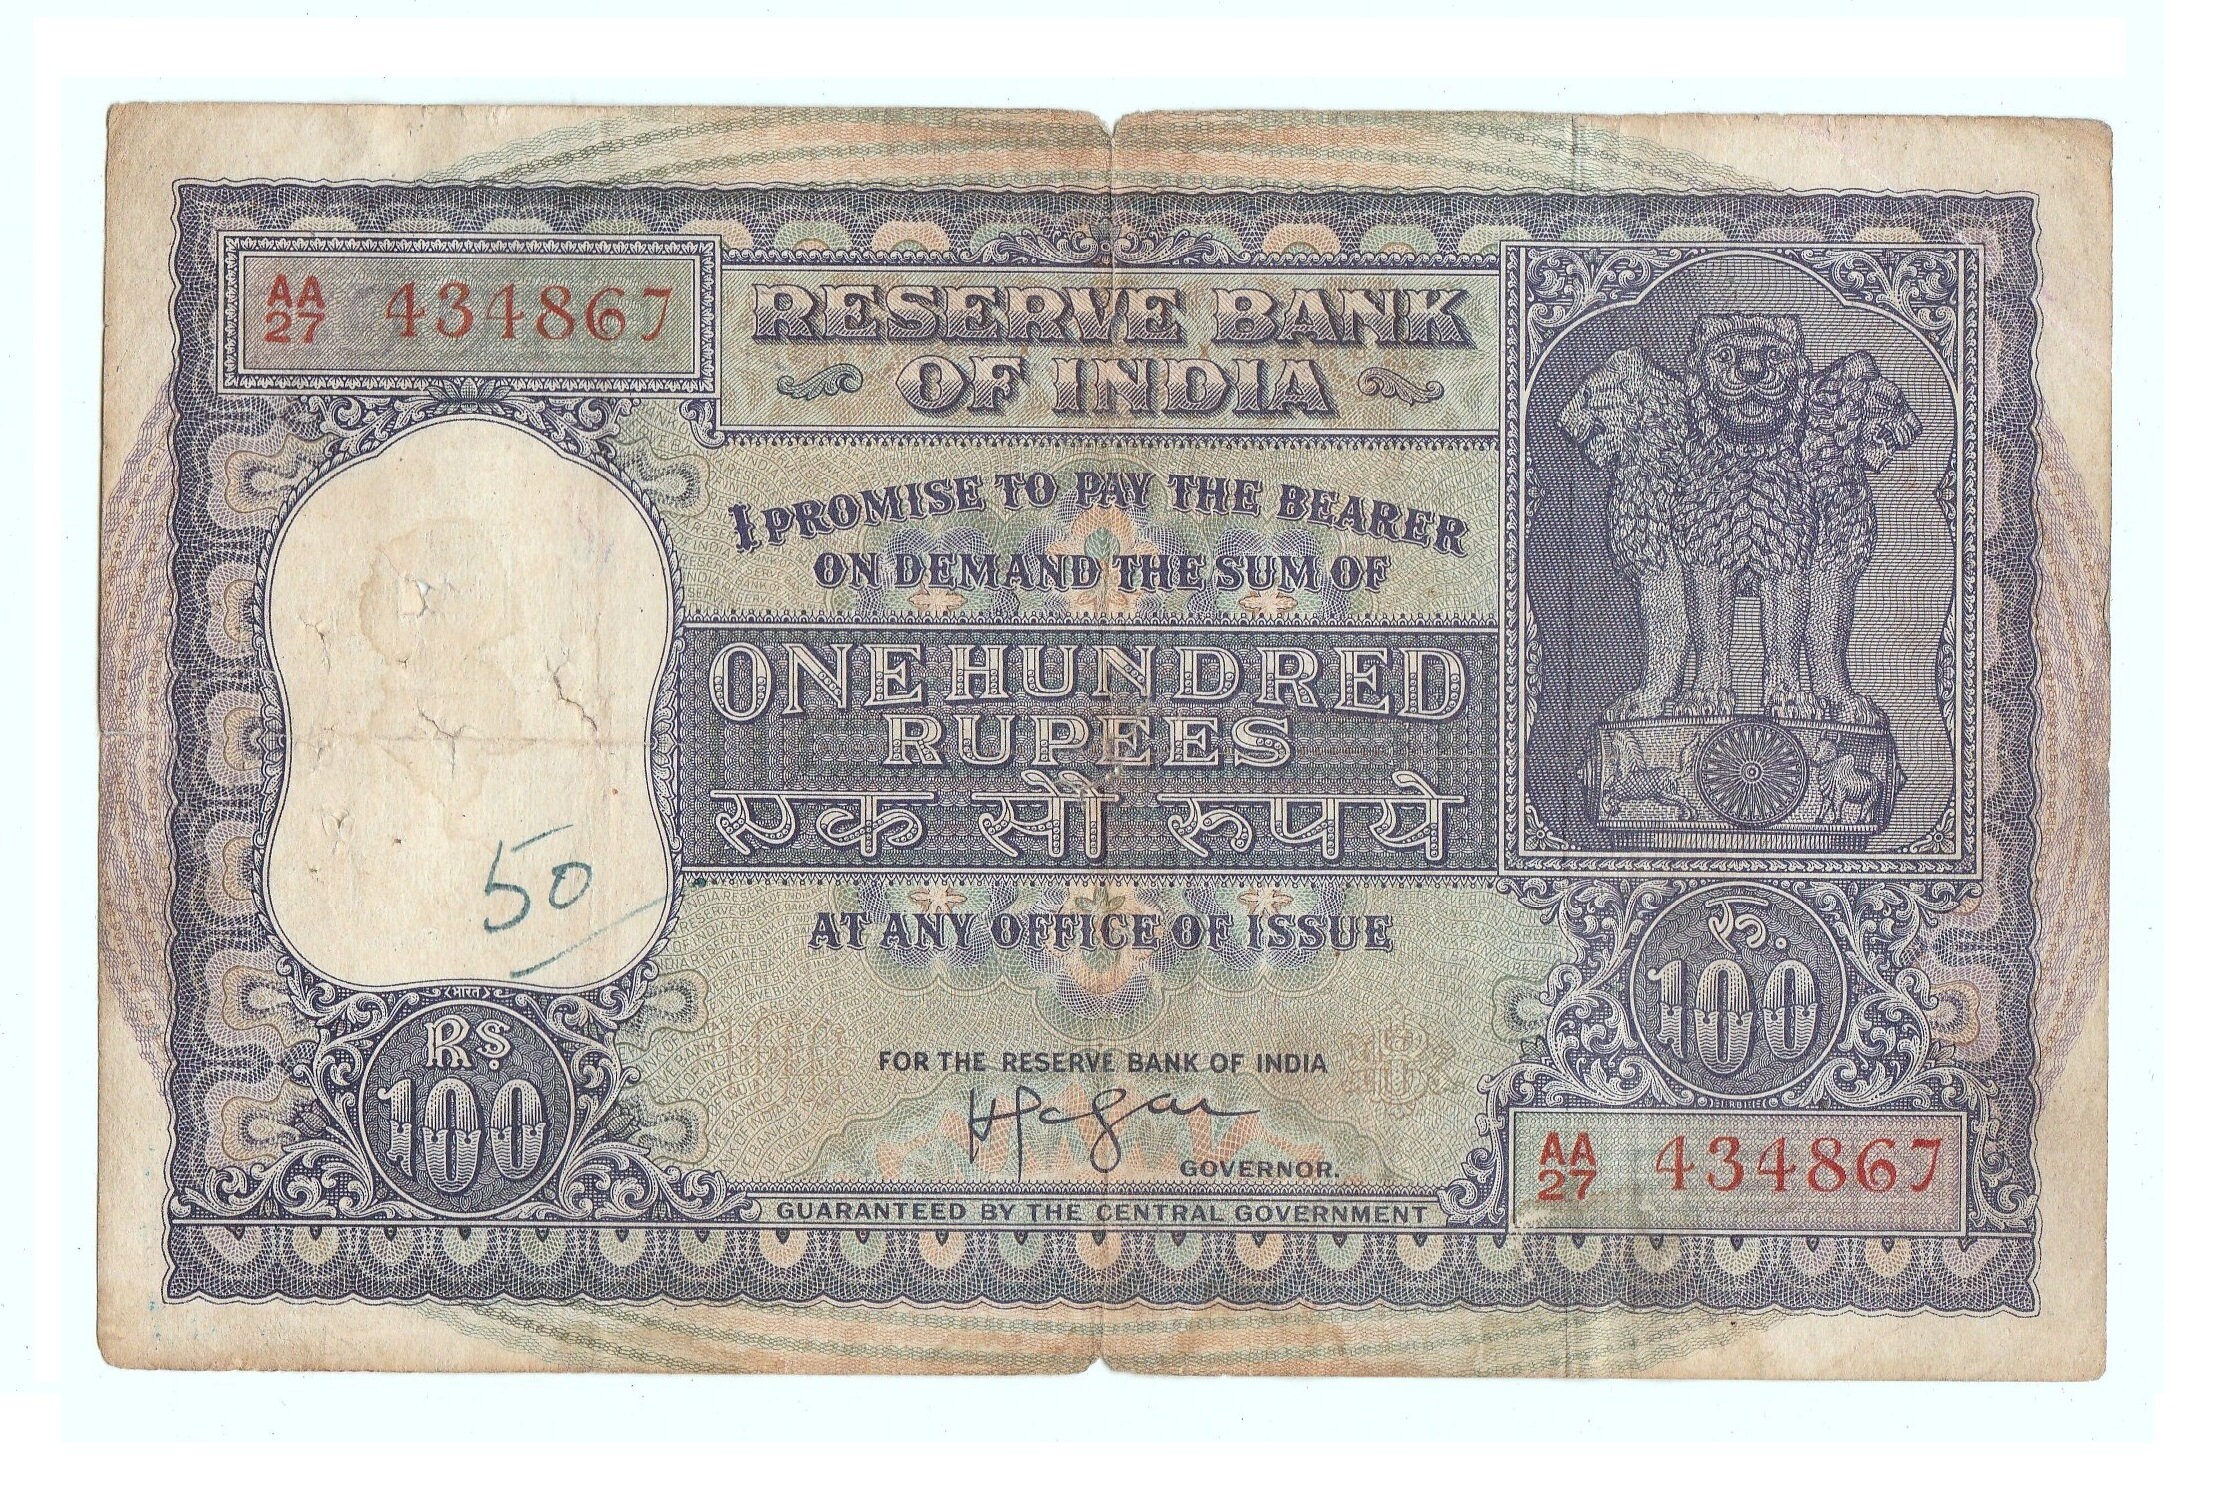 AA 27 434867
RESERVE BANK
OF INDIA
I PROMISE TO PAY THE BEARER
ON DEMAND THE SUM OF
ONE HUNDRED
RUPEES
एक सौ रुपये
50
AT ANY OFFICE OF ISSUE
भारत
RS 100
रु. 100
FOR THE RESERVE BANK OF INDIA
GOVERNOR.
AA 27 434867
GUARANTEED BY THE CENTRAL GOVERNMENT